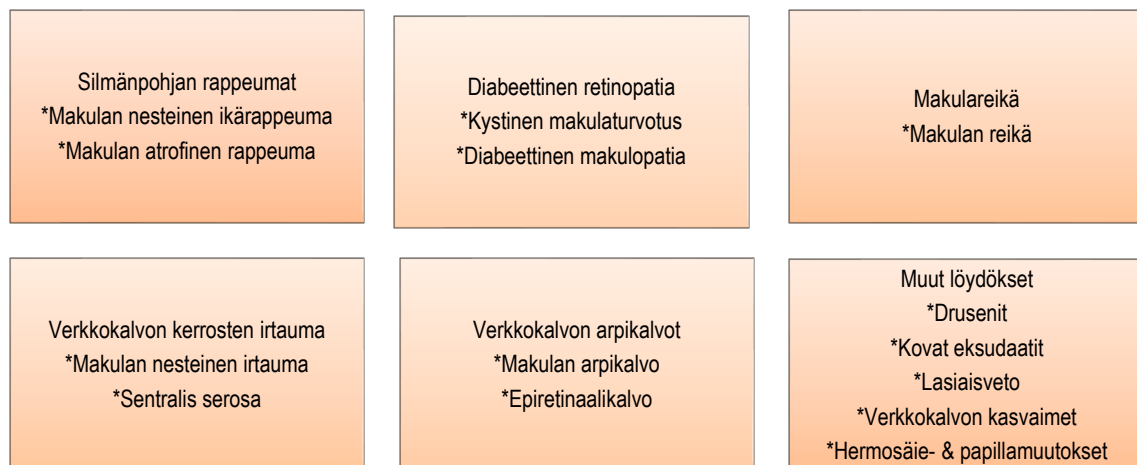 Silmänpohjan rappeumat
*Makulan nesteinen ikärappeuma
*Makulan atrofinen rappeuma
Diabeettinen retinopatia
*Kystinen makulaturvotus
*Diabeettinen makulopatia
Makulareikä
*Makulan reikä
Verkkokalvon kerrosten irtauma
*Makulan nesteinen irtauma
*Sentralis serosa
Verkkokalvon arpikalvot
*Makulan arpikalvo
*Epiretinaalikalvo
Muut löydökset
*Drusenit
*Kovat eksudaatit
*Lasiaisveto
*Verkkokalvon kasvaimet
*Hermosäie- & papillamuutokset